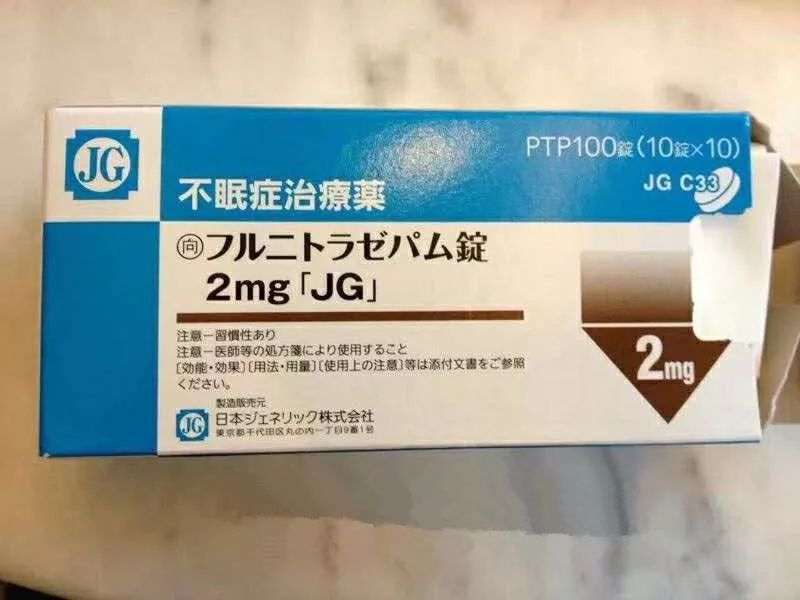 JG
PTP100錠(10錠×10)
JG C33
不眠症治療薬
向フルニトラゼパム錠
2mg「JG」
注意-習慣性あり
注意-医師等の処方箋により使用すること
〔効能・効果〕〔用法・用量〕〔使用上の注意〕等は添付文書をご参照
ください。
2mg
製造販売元
JG 日本ジェネリック株式会社
東京都千代田区丸の内一丁目9番1号